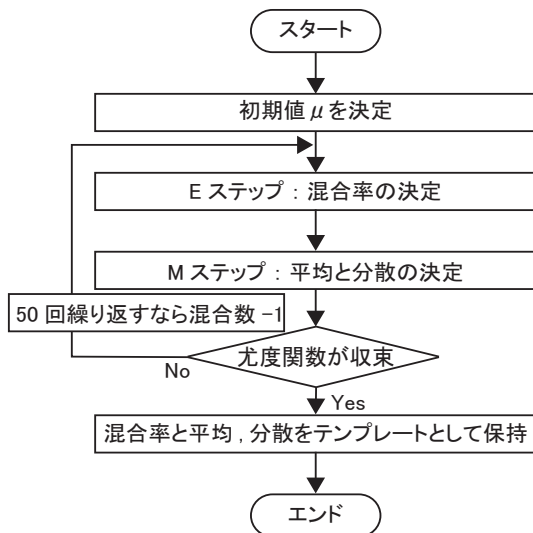 スタート
初期値μを決定
E ステップ : 混合率の決定
M ステップ : 平均と分散の決定
50 回繰り返すなら混合数 -1
尤度関数が収束
No
Yes
混合率と平均 , 分散をテンプレートとして保持
エンド